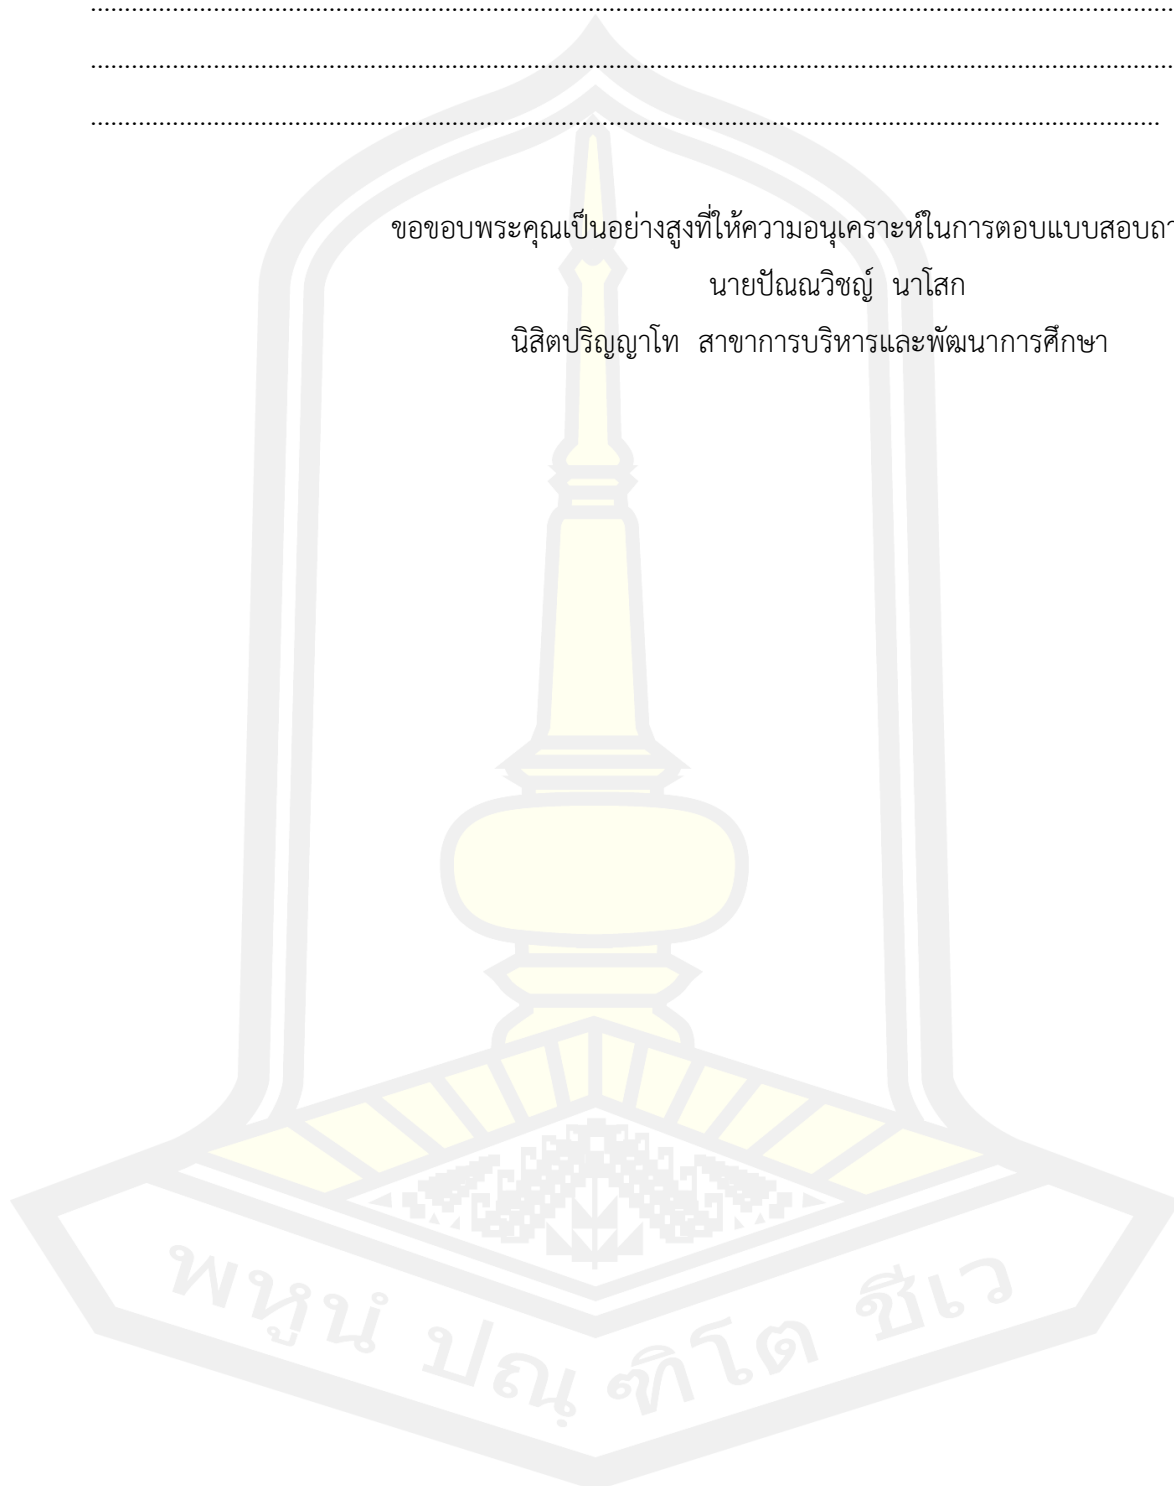 ................................................................................................................................................................
................................................................................................................................................................
..............................................................................................................................................................
ขอขอบพระคุณเป็นอย่างสูงที่ให้ความอนุเคราะห์ในการตอบแบบสอบถา
นายปัณณวิชญ์ นาโสก
นิสิตปริญญาโท สาขาการบริหารและพัฒนาการศึกษา
พหูนํ ปณฺฑิโต ชีเว